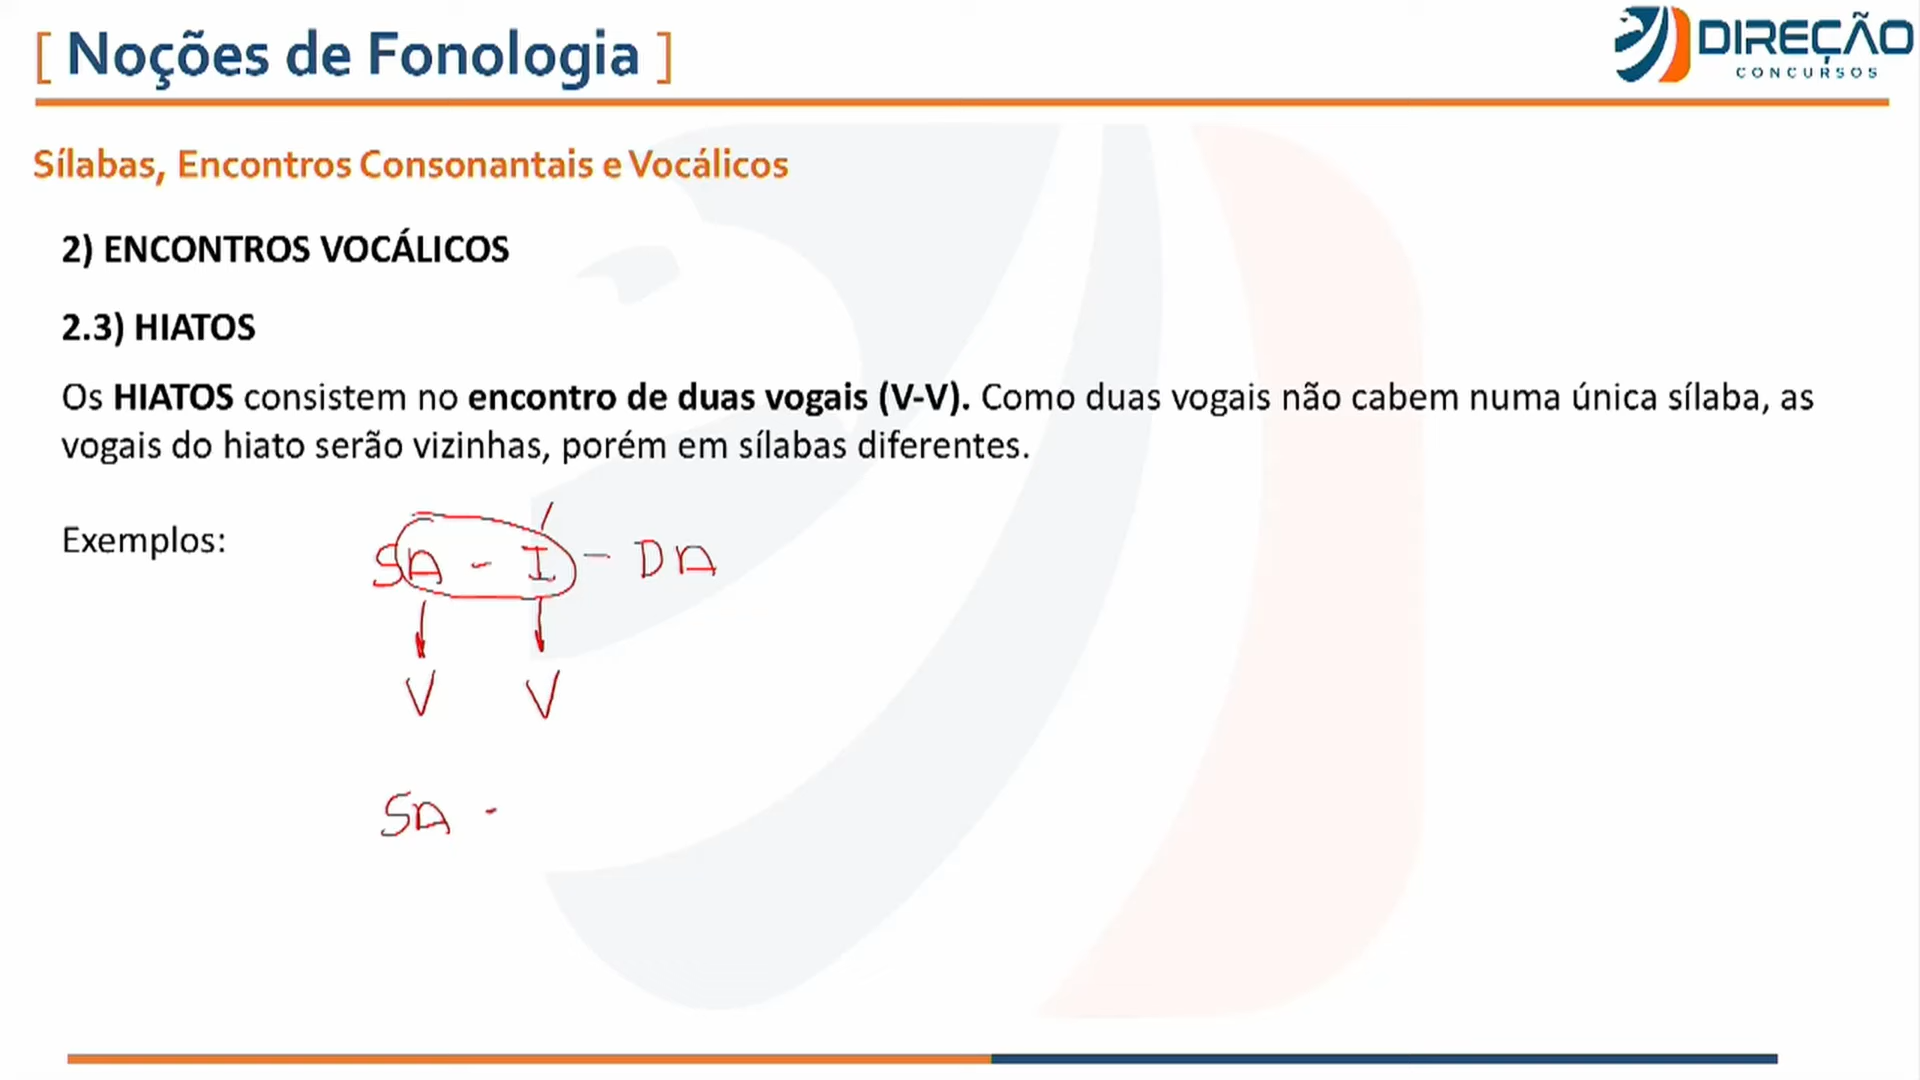 [ Noções de Fonologia ]
DIREÇÃO
CONCURSOS
Sílabas, Encontros Consonantais e Vocálicos
2) ENCONTROS VOCÁLICOS
2.3) HIATOS
Os HIATOS consistem no encontro de duas vogais (V-V). Como duas vogais não cabem numa única sílaba, as
vogais do hiato serão vizinhas, porém em sílabas diferentes.
Exemplos:
SA - Í - DA
V V
SA -